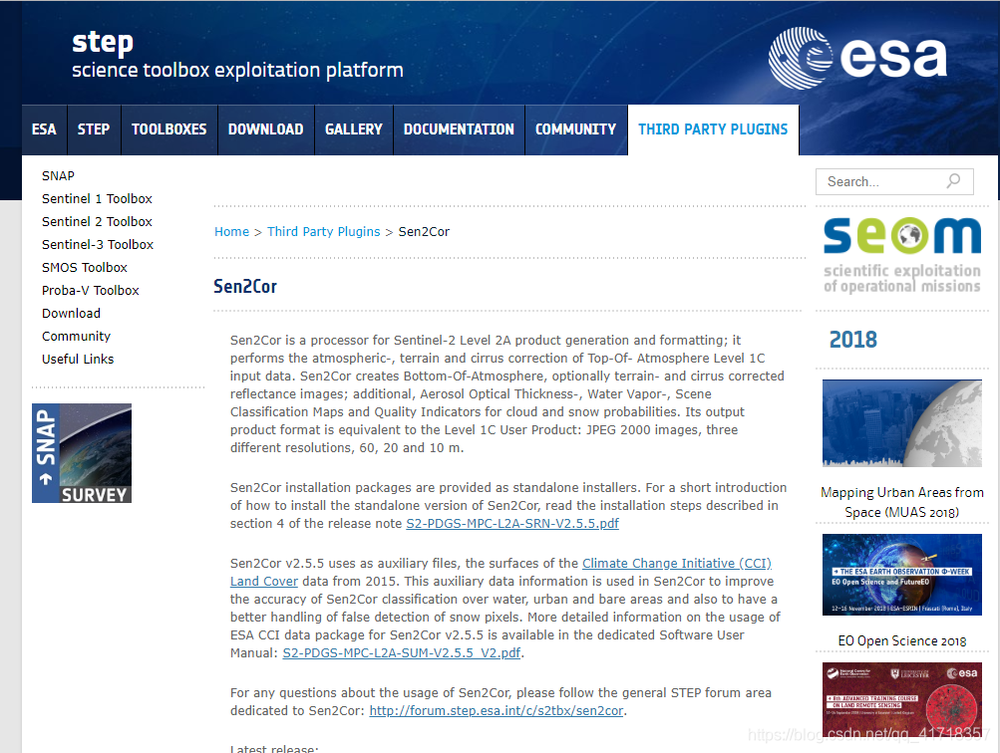 step
science toolbox exploitation platform
esa
ESA STEP TOOLBOXES DOWNLOAD GALLERY DOCUMENTATION COMMUNITY THIRD PARTY PLUGINS
SNAP
Sentinel 1 Toolbox
Sentinel 2 Toolbox
Sentinel-3 Toolbox
SMOS Toolbox
Proba-V Toolbox
Download
Community
Useful Links
SNAP
SURVEY
Home > Third Party Plugins > Sen2Cor
Sen2Cor
Sen2Cor is a processor for Sentinel-2 Level 2A product generation and formatting; it
performs the atmospheric-, terrain and cirrus correction of Top-Of- Atmosphere Level 1C
input data. Sen2Cor creates Bottom-Of-Atmosphere, optionally terrain- and cirrus corrected
reflectance images; additional, Aerosol Optical Thickness-, Water Vapor-, Scene
Classification Maps and Quality Indicators for cloud and snow probabilities. Its output
product format is equivalent to the Level 1C User Product: JPEG 2000 images, three
different resolutions, 60, 20 and 10 m.
Sen2Cor installation packages are provided as standalone installers. For a short introduction
of how to install the standalone version of Sen2Cor, read the installation steps described in
section 4 of the release note S2-PDGS-MPC-L2A-SRN-V2.5.5.pdf
Sen2Cor v2.5.5 uses as auxiliary files, the surfaces of the Climate Change Initiative (CCI)
Land Cover data from 2015. This auxiliary data information is used in Sen2Cor to improve
the accuracy of Sen2Cor classification over water, urban and bare areas and also to have a
better handling of false detection of snow pixels. More detailed information on the usage of
ESA CCI data package for Sen2Cor v2.5.5 is available in the dedicated Software User
Manual: S2-PDGS-MPC-L2A-SUM-V2.5.5_V2.pdf.
For any questions about the usage of Sen2Cor, please follow the general STEP forum area
dedicated to Sen2Cor: http://forum.step.esa.int/c/s2tbx/sen2cor.
Latest release:
Search...
seom
scientific exploitation
of operational missions
2018
Mapping Urban Areas from
Space (MUAS 2018)
+ THE ESA EARTH OBSERVATION Φ-WEEK
EO Open Science and FutureEO
12–16 November 2018 | ESA–ESRIN | Frascati (Rome), Italy
EO Open Science 2018
esa
+ 8th ADVANCED TRAINING COURSE
ON LAND REMOTE SENSING
https://blog.csdn.net/qq_41718357